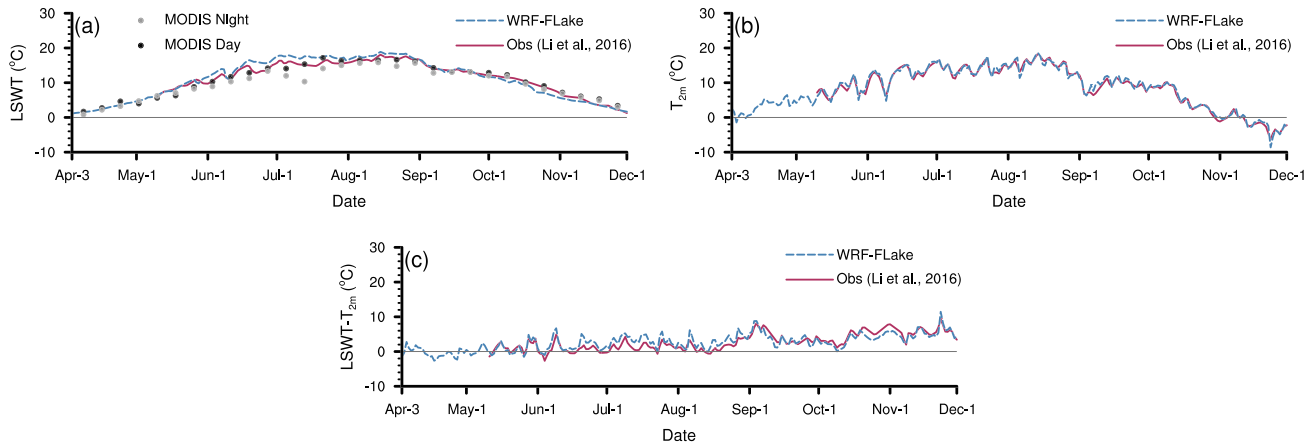 (a)
MODIS NIght
MODIS Day
WRF-FLake
Obs (Li et al., 2016)
LSWT (°C)
30
20
10
0
-10
Apr-3 May-1 Jun-1 Jul-1 Aug-1 Sep-1 Oct-1 Nov-1 Dec-1
Date
(b)
WRF-FLake
Obs (Li et al., 2016)
T2m (°C)
30
20
10
0
-10
Apr-3 May-1 Jun-1 Jul-1 Aug-1 Sep-1 Oct-1 Nov-1 Dec-1
Date
(c)
WRF-FLake
Obs (Li et al., 2016)
LSWT-T2m (°C)
30
20
10
0
-10
Apr-3 May-1 Jun-1 Jul-1 Aug-1 Sep-1 Oct-1 Nov-1 Dec-1
Date